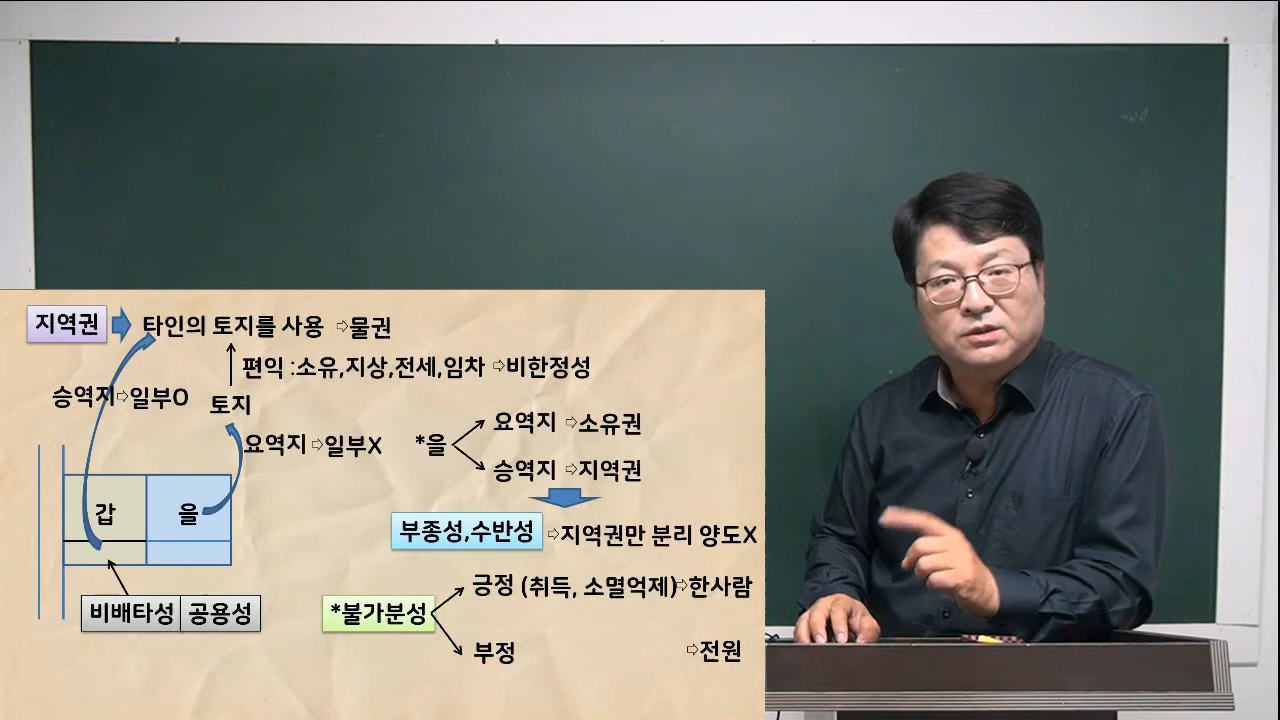 지역권 ⇨ 타인의 토지를 사용 ⇨물권
편익 :소유,지상,전세,임차 ⇨비한정성
승역지⇨일부O 토지
요역지⇨일부X
*을
요역지 ⇨소유권
승역지 ⇨지역권
갑 을
부종성,수반성 ⇨지역권만 분리 양도X
비배타성 공용성
*불가분성
긍정 (취득, 소멸억제)⇨한사람
부정 ⇨전원